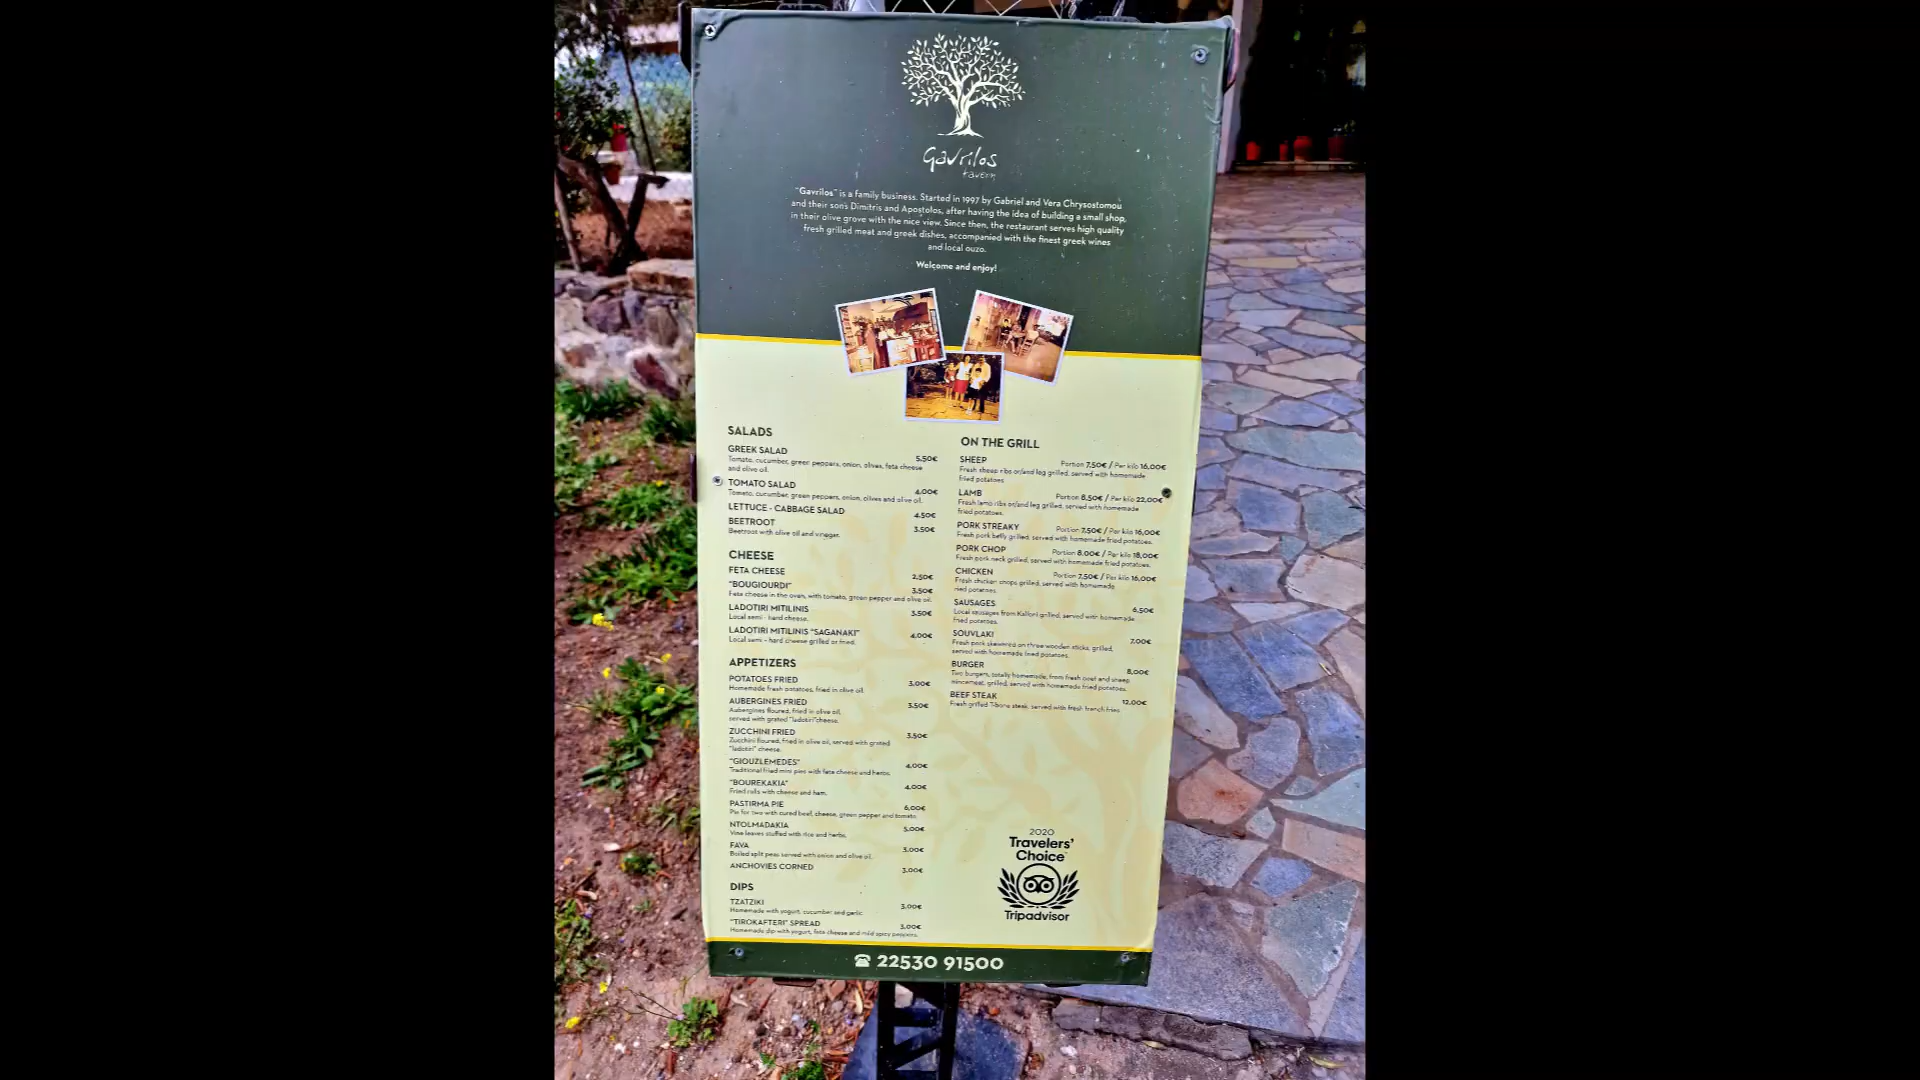 Gavrilos
tavern
"Gavrilos" is a family business. Started in 1997 by Gabriel and Vera Chrysostomou
and their sons Dimitris and Apostolos, after having the idea of building a small shop,
in their olive grove with the nice view. Since then, the restaurant serves high quality
fresh grilled meat and greek dishes, accompanied with the finest greek wines
and local ouzo.
Welcome and enjoy!
SALADS
GREEK SALAD 5,50€
Tomato, cucumber, green peppers, onion, olives, feta cheese
and olive oil.
TOMATO SALAD 4,00€
Tomato, cucumber, green peppers, onion, olives and olive oil.
LETTUCE - CABBAGE SALAD 4,50€
BEETROOT 3,50€
Beetroot with olive oil and vinegar.
CHEESE
FETA CHEESE 2,50€
"BOUGIOURDI" 3,50€
Feta cheese in the oven, with tomato, green pepper and olive oil.
LADOTIRI MITILINIS 3,50€
Local semi - hard cheese.
LADOTIRI MITILINIS "SAGANAKI" 4,00€
Local semi - hard cheese grilled or fried.
APPETIZERS
POTATOES FRIED 3,00€
Homemade fresh potatoes, fried in olive oil.
AUBERGINES FRIED 3,50€
Aubergines floured, fried in olive oil,
served with grated "ladotiri" cheese.
ZUCCHINI FRIED 3,50€
Zucchini floured, fried in olive oil, served with grated
"ladotiri" cheese.
"GIOUZLEMEDES" 4,00€
Traditional fried mini pies with feta cheese and herbs.
"BOUREKAKIA" 4,00€
Fried rolls with cheese and ham.
PASTIRMA PIE 6,00€
Pie for two with cured beef, cheese, green pepper and tomato.
NTOLMADAKIA 5,00€
Vine leaves stuffed with rice and herbs.
FAVA 3,00€
Boiled split peas served with onion and olive oil.
ANCHOVIES CORNED 3,00€
DIPS
TZATZIKI 3,00€
Homemade with yogurt, cucumber and garlic.
"TIROKAFTERI" SPREAD 3,00€
Homemade dip with yogurt, feta cheese and mild spicy peppers.
ON THE GRILL
SHEEP Portion 7,50€ / Per kilo 16,00€
Fresh sheep ribs or/and leg grilled, served with homemade
fried potatoes
LAMB Portion 8,50€ / Per kilo 22,00€
Fresh lamb ribs or/and leg grilled, served with homemade
fried potatoes.
PORK STREAKY Portion 7,50€ / Per kilo 16,00€
Fresh pork belly grilled, served with homemade fried potatoes.
PORK CHOP Portion 8,00€ / Per kilo 18,00€
Fresh pork neck grilled, served with homemade fried potatoes.
CHICKEN Portion 7,50€ / Per kilo 16,00€
Fresh chicken chops grilled, served with homemade
fried potatoes.
SAUSAGES 6,50€
Local sausages from Kalloni grilled, served with homemade
fried potatoes.
SOUVLAKI 7,00€
Fresh pork skewered on three wooden sticks, grilled,
served with homemade fried potatoes.
BURGER 8,00€
Two burgers, totally homemade, from fresh beef and sheep
mincemeat, grilled, served with homemade fried potatoes.
BEEF STEAK 12,00€
Fresh grilled T-bone steak, served with fresh french fries
2020
Travelers'
Choice
Tripadvisor
☎ 22530 91500